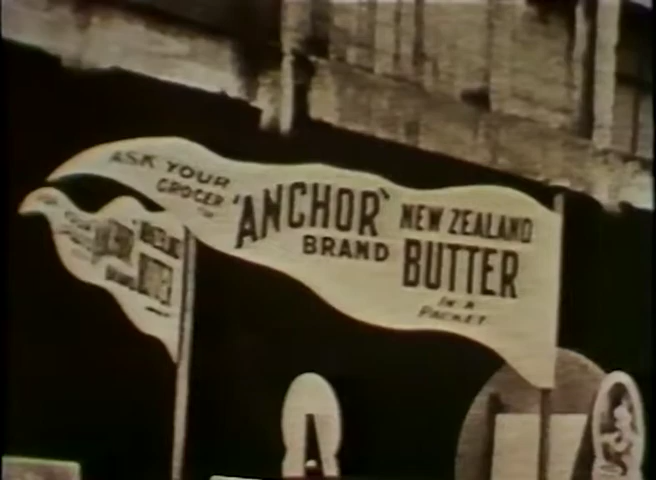 ASK YOUR
GROCER
'ANCHOR'
BRAND
NEW ZEALAND
BUTTER
IN A
PACKET